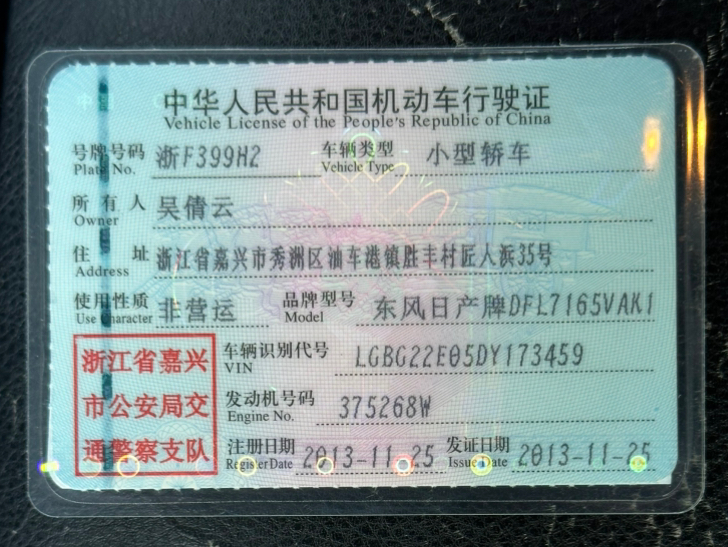 中华人民共和国机动车行驶证
Vehicle License of the People's Republic of China
号牌号码 浙F399H2 车辆类型 小型轿车
Plate No. Vehicle Type
所有人 吴倩云
Owner
住址 浙江省嘉兴市秀洲区油车港镇胜丰村匠人浜35号
Address
使用性质 非营运 品牌型号 东风日产牌DFL7165VAK1
Use Character Model
浙江省嘉兴
市公安局交
通警察支队
车辆识别代号 LGBG22E05DY173459
VIN
发动机号码 375268W
Engine No.
注册日期 2013-11-25 发证日期 2013-11-25
Register Date Issue Date